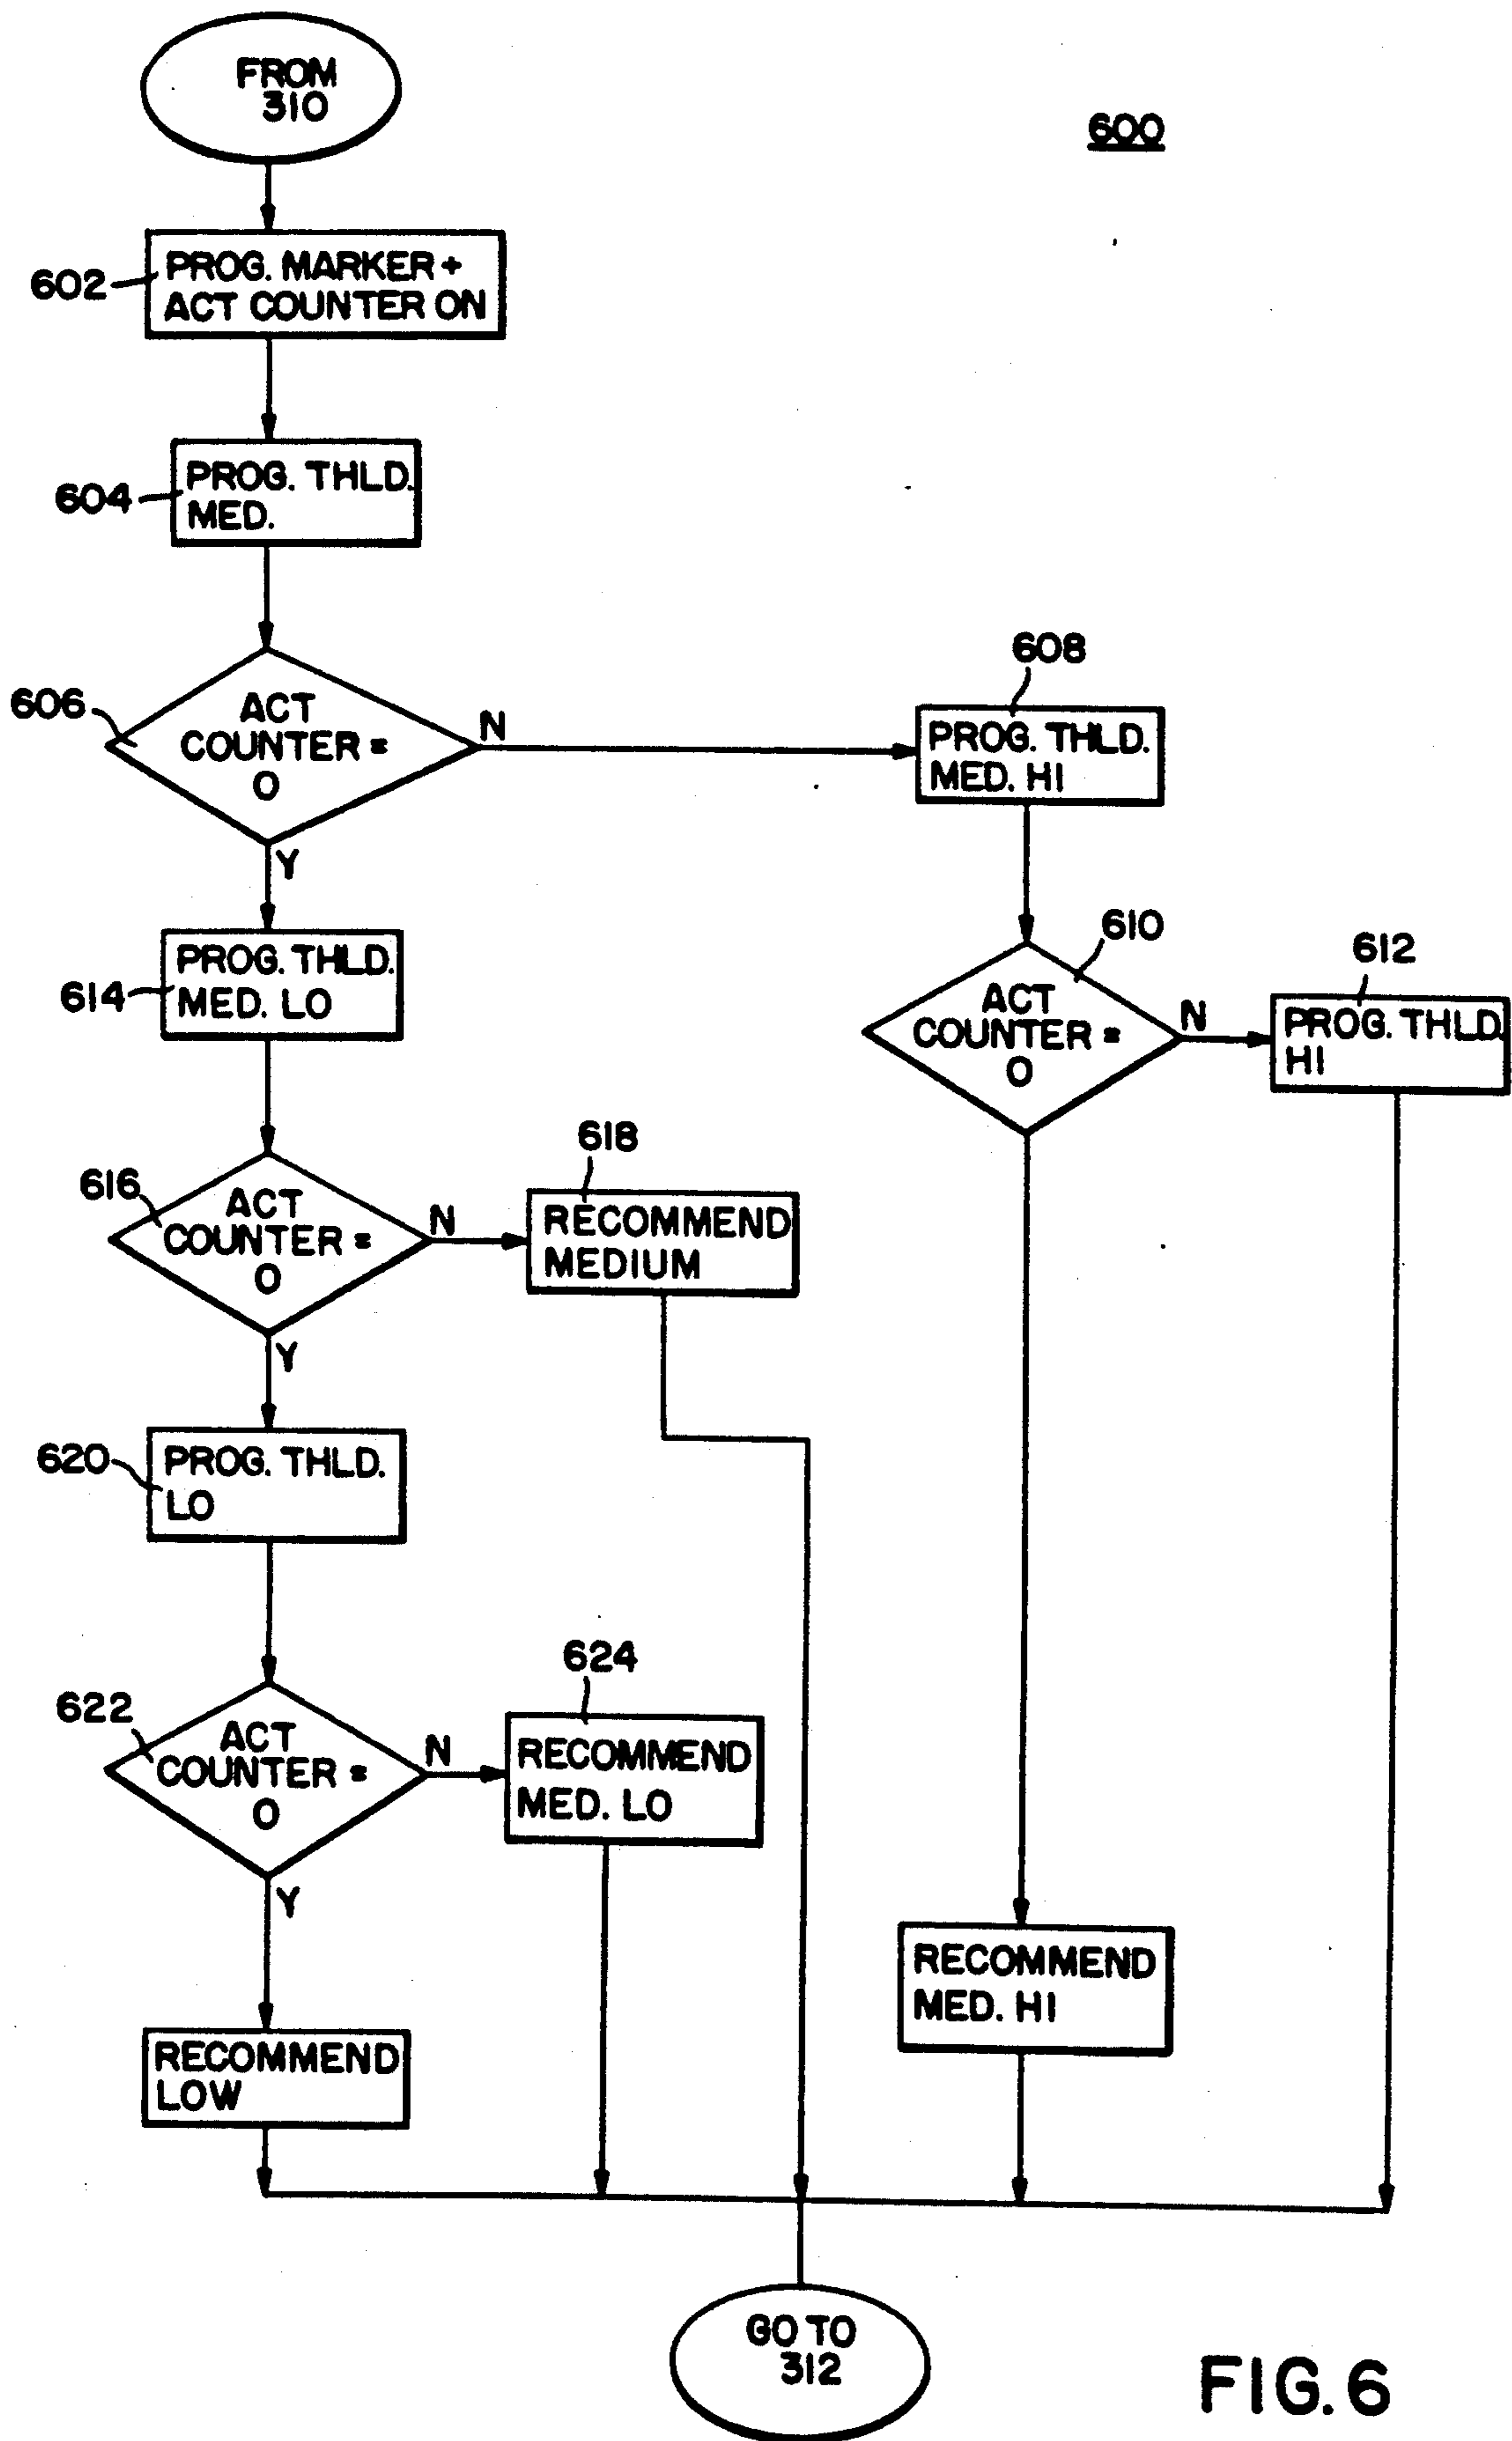 FROM
310
600
602
PROG. MARKER +
ACT COUNTER ON
604
PROG. THLD.
MED.
606
ACT
COUNTER =
0
N
Y
608
PROG. THLD.
MED. HI
610
ACT
COUNTER =
0
N
612
PROG. THLD.
HI
614
PROG. THLD.
MED. LO
616
ACT
COUNTER =
0
N
Y
618
RECOMMEND
MEDIUM
620
PROG. THLD.
LO
622
ACT
COUNTER =
0
N
Y
624
RECOMMEND
MED. LO
RECOMMEND
MED. HI
RECOMMEND
LOW
GO TO
312
FIG. 6